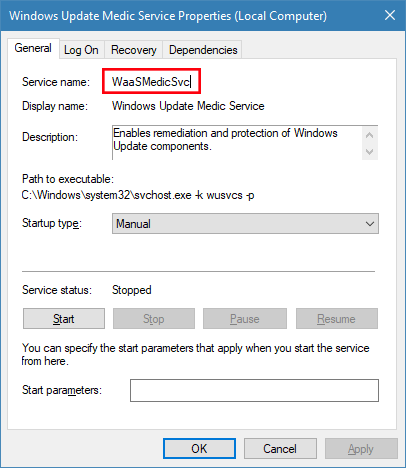 Windows Update Medic Service Properties (Local Computer)
General Log On Recovery Dependencies
Service name: WaaSMedicSvc
Display name: Windows Update Medic Service
Description: Enables remediation and protection of Windows
Update components.
Path to executable:
C:\Windows\system32\svchost.exe -k wusvcs -p
Startup type: Manual
Service status: Stopped
Start Stop Pause Resume
You can specify the start parameters that apply when you start the service
from here.
Start parameters:
OK Cancel Apply